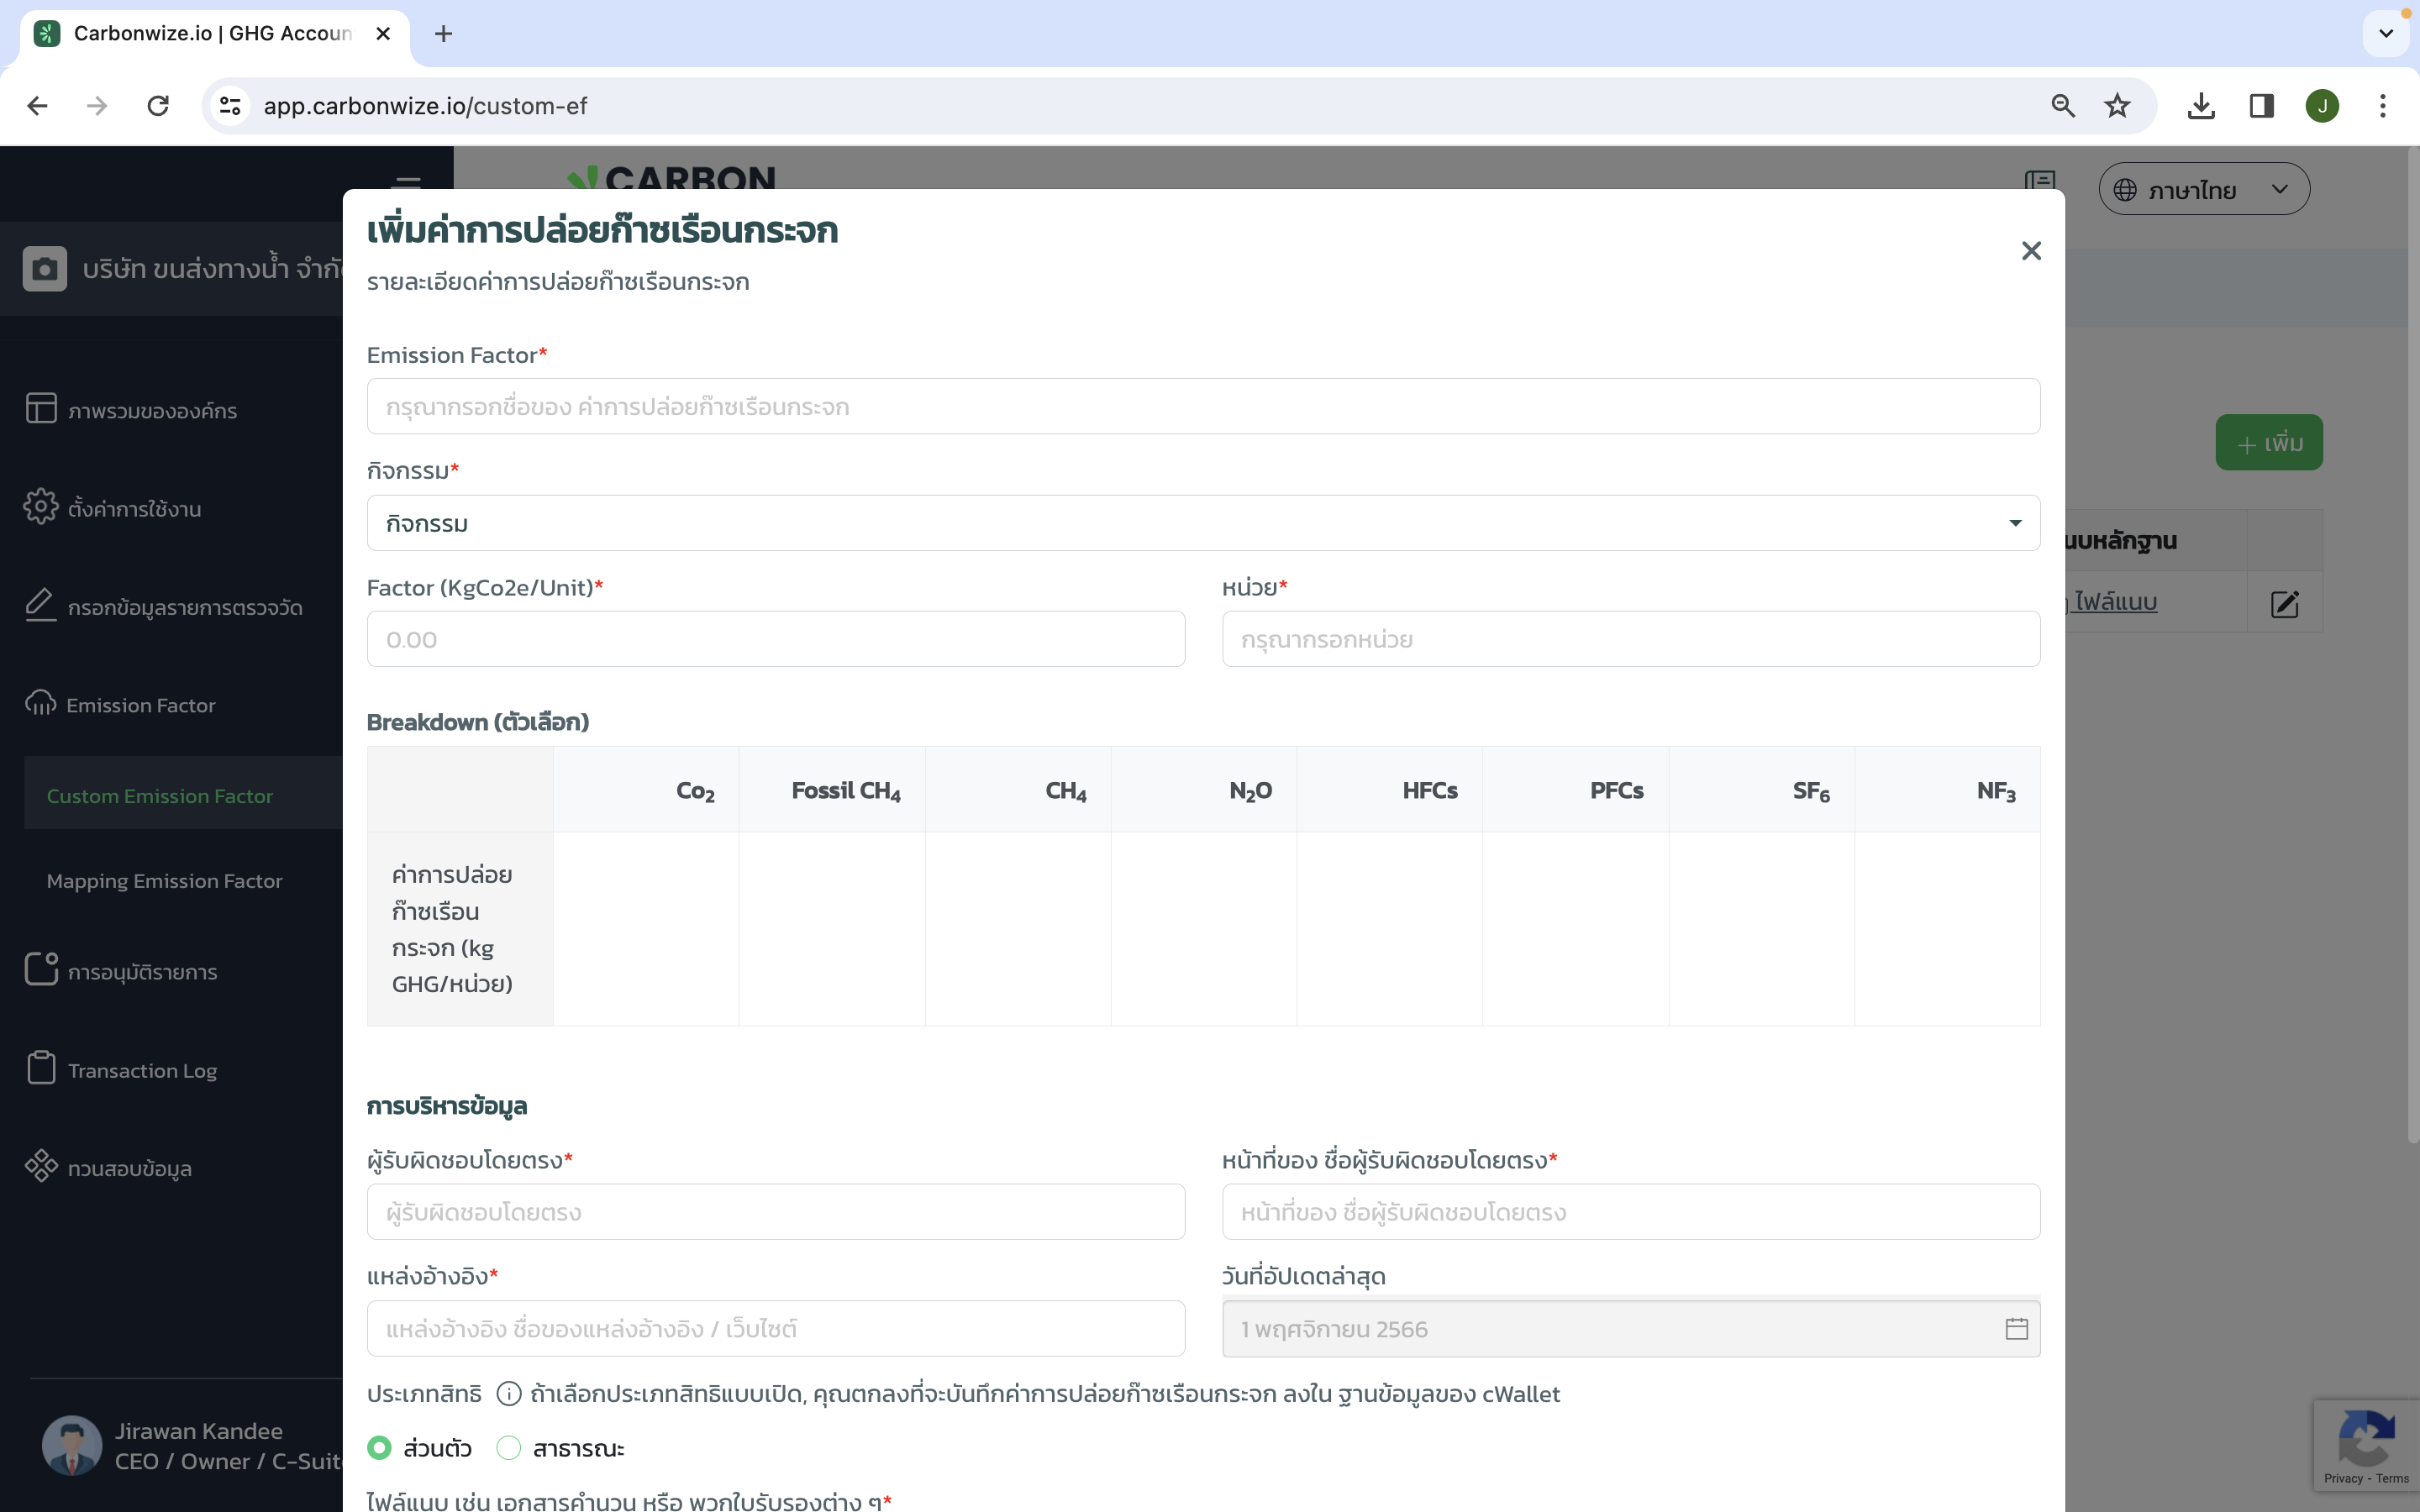 Carbonwize.io | GHG Accoun
app.carbonwize.io/custom-ef
CARBON
ภาษาไทย
บริษัท ขนส่งทางน้ำ จำกั
ภาพรวมขององค์กร
ตั้งค่าการใช้งาน
กรอกข้อมูลรายการตรวจวัด
Emission Factor
Custom Emission Factor
Mapping Emission Factor
การอนุมัติรายการ
Transaction Log
ทวนสอบข้อมูล
Jirawan Kandee
CEO / Owner / C-Suit
เพิ่มค่าการปล่อยก๊าซเรือนกระจก
รายละเอียดค่าการปล่อยก๊าซเรือนกระจก
Emission Factor*
กรุณากรอกชื่อของ ค่าการปล่อยก๊าซเรือนกระจก
กิจกรรม*
กิจกรรม
Factor (KgCo2e/Unit)* หน่วย*
0.00 กรุณากรอกหน่วย
Breakdown (ตัวเลือก)
Co₂ Fossil CH₄ CH₄ N₂O HFCs PFCs SF₆ NF₃
ค่าการปล่อย
ก๊าซเรือน
กระจก (kg
GHG/หน่วย)
การบริหารข้อมูล
ผู้รับผิดชอบโดยตรง* หน้าที่ของ ชื่อผู้รับผิดชอบโดยตรง*
ผู้รับผิดชอบโดยตรง หน้าที่ของ ชื่อผู้รับผิดชอบโดยตรง
แหล่งอ้างอิง* วันที่อัปเดตล่าสุด
แหล่งอ้างอิง ชื่อของแหล่งอ้างอิง / เว็บไซต์ 1 พฤศจิกายน 2566
ประเภทสิทธิ ถ้าเลือกประเภทสิทธิแบบเปิด, คุณตกลงที่จะบันทึกค่าการปล่อยก๊าซเรือนกระจก ลงใน ฐานข้อมูลของ cWallet
ส่วนตัว สาธารณะ
ไฟล์แนบ เช่น เอกสารคำนวน หรือ พวกใบรับรองต่าง ๆ*
+ เพิ่ม
นบหลักฐาน
ไฟล์แนบ
J
Privacy - Terms